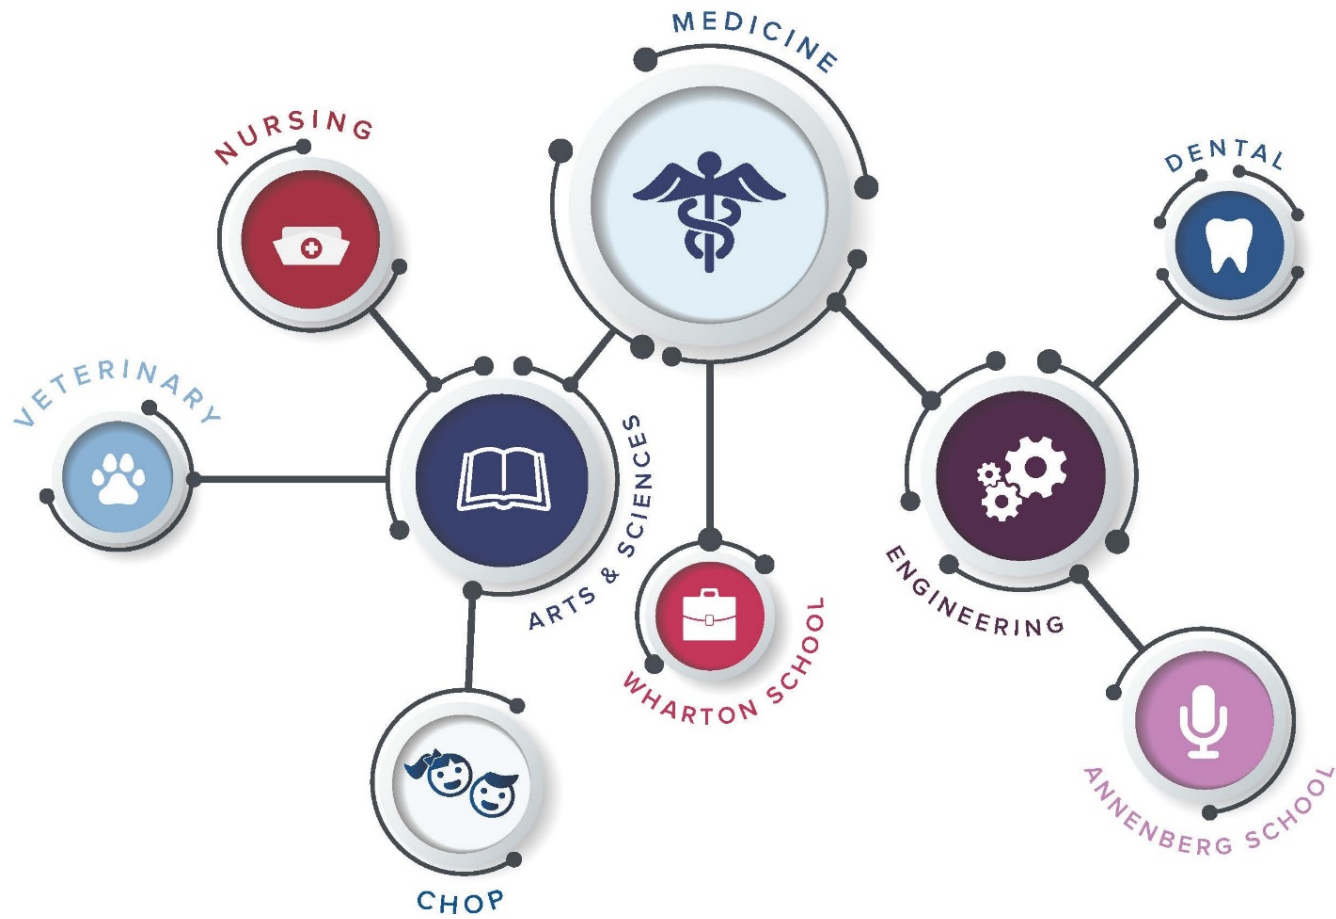 MEDICINE
NURSING
DENTAL
VETERINARY
ARTS & SCIENCES
ENGINEERING
WHARTON SCHOOL
ANNENBERG SCHOOL
CHOP